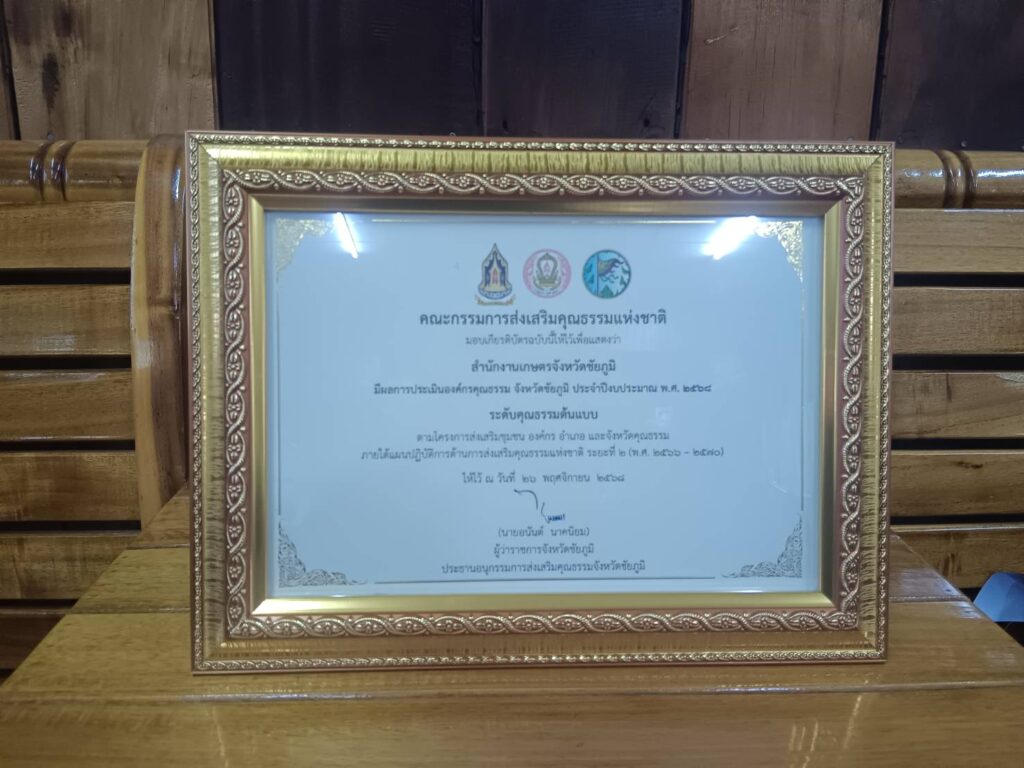 คณะกรรมการส่งเสริมคุณธรรมแห่งชาติ
มอบเกียรติบัตรฉบับนี้ให้ไว้เพื่อแสดงว่า
สำนักงานเกษตรจังหวัดชัยภูมิ
มีผลการประเมินองค์กรคุณธรรม จังหวัดชัยภูมิ ประจำปีงบประมาณ พ.ศ. ๒๕๖๘
ระดับคุณธรรมต้นแบบ
ตามโครงการส่งเสริมชุมชน องค์กร อำเภอ และจังหวัดคุณธรรม
ภายใต้แผนปฏิบัติการด้านการส่งเสริมคุณธรรมแห่งชาติ ระยะที่ ๒ (พ.ศ. ๒๕๖๖ - ๒๕๗๐)
ให้ไว้ ณ วันที่ ๒๖ พฤศจิกายน ๒๕๖๘
(นายอนันต์ นาคนิยม)
ผู้ว่าราชการจังหวัดชัยภูมิ
ประธานอนุกรรมการส่งเสริมคุณธรรมจังหวัดชัยภูมิ